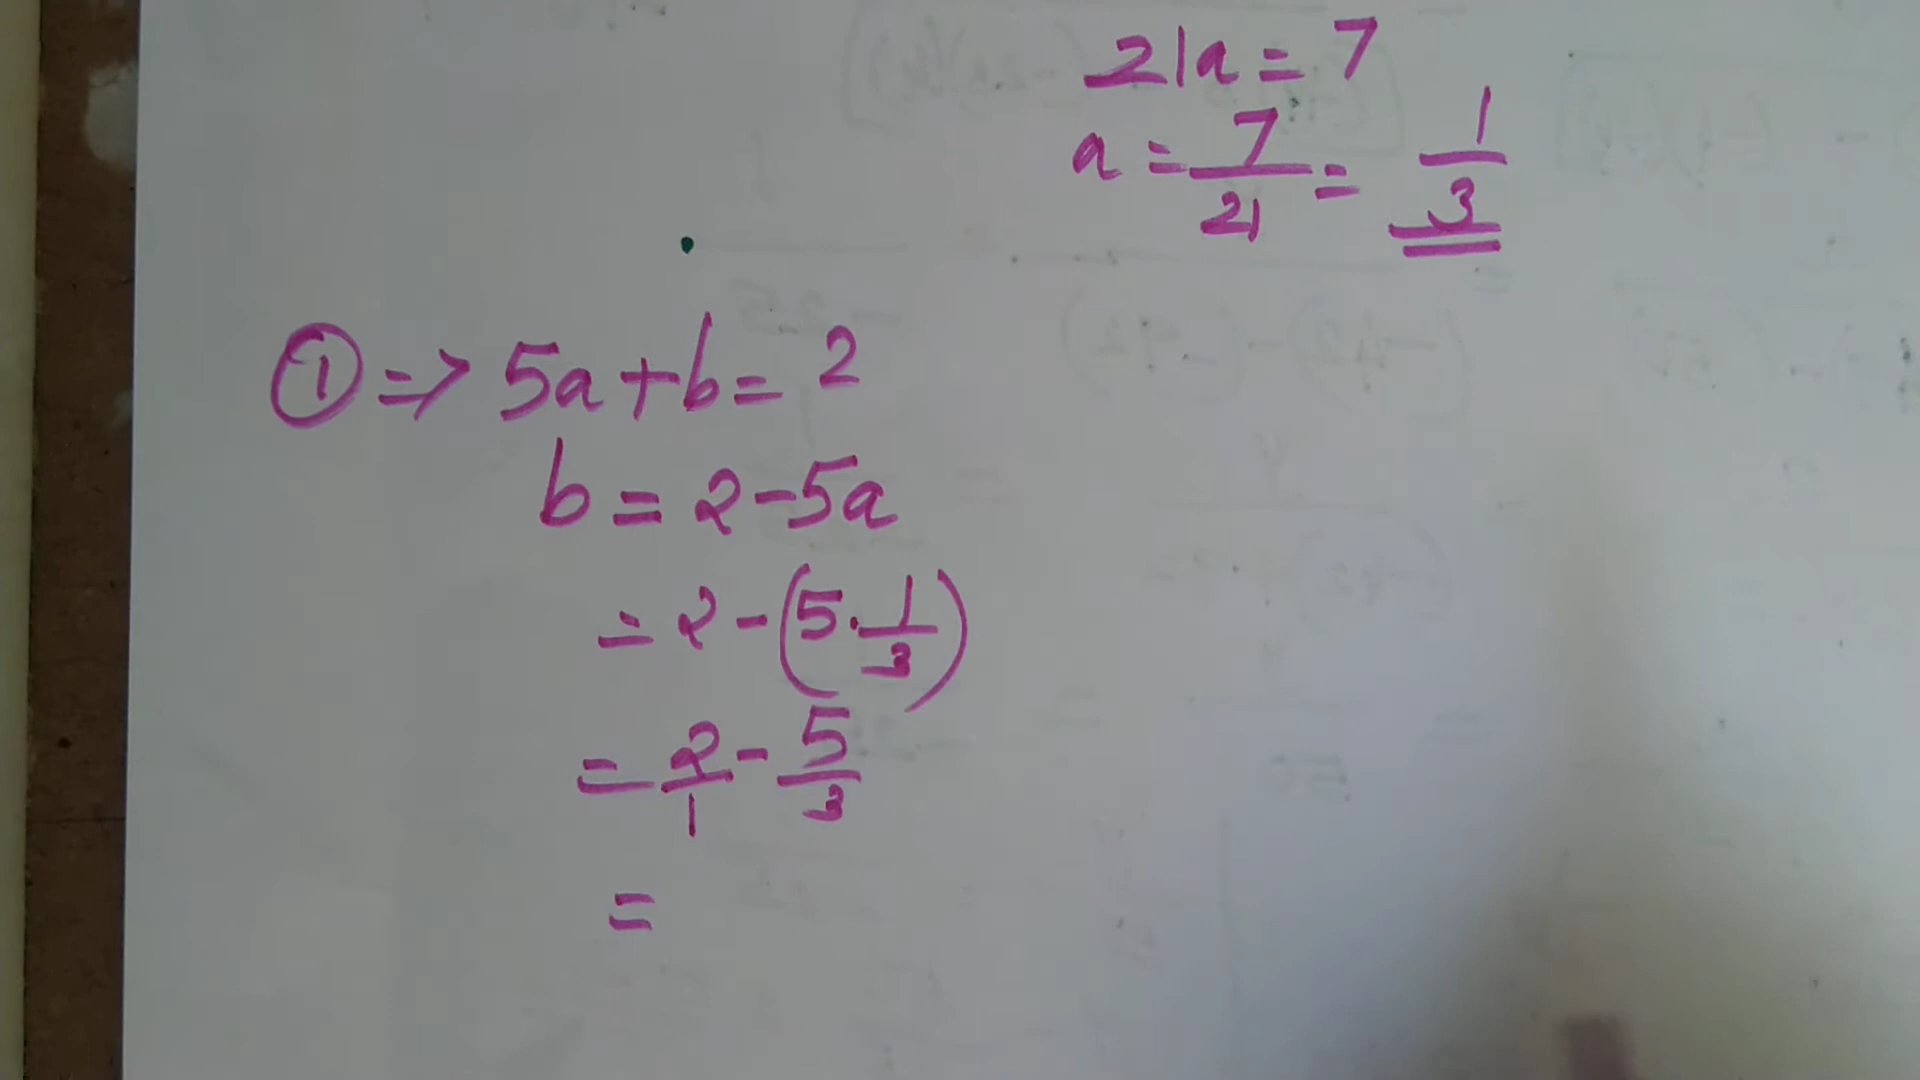 21a = 7
a = 7/21 = 1/3
① => 5a + b = 2
b = 2 - 5a
= 2 - (5 . 1/3)
= 2/1 - 5/3
=